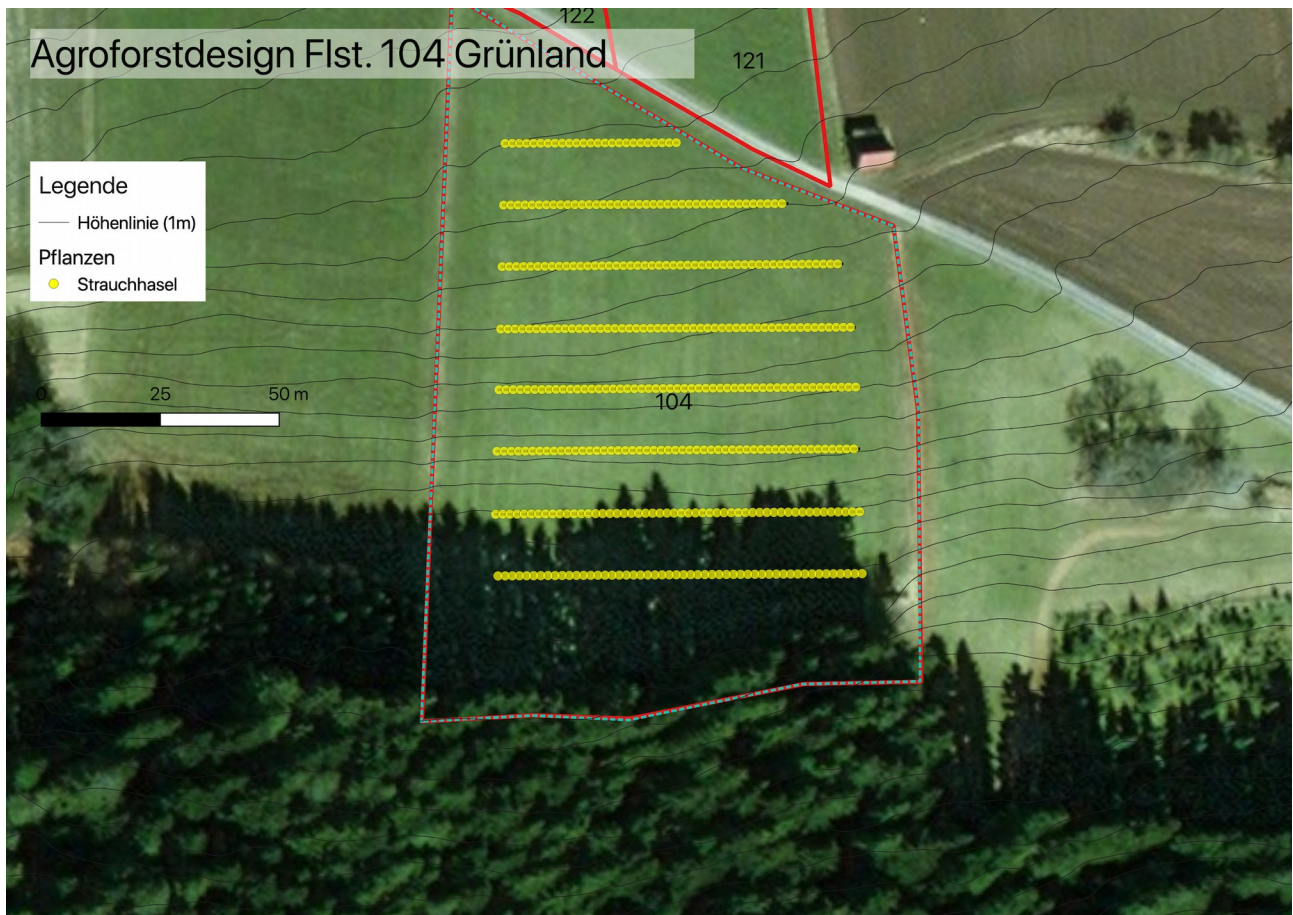 122
Agroforstdesign Flst. 104 Grünland
121
Legende
Höhenlinie (1m)
Pflanzen
Strauchhasel
0 25 50 m
104